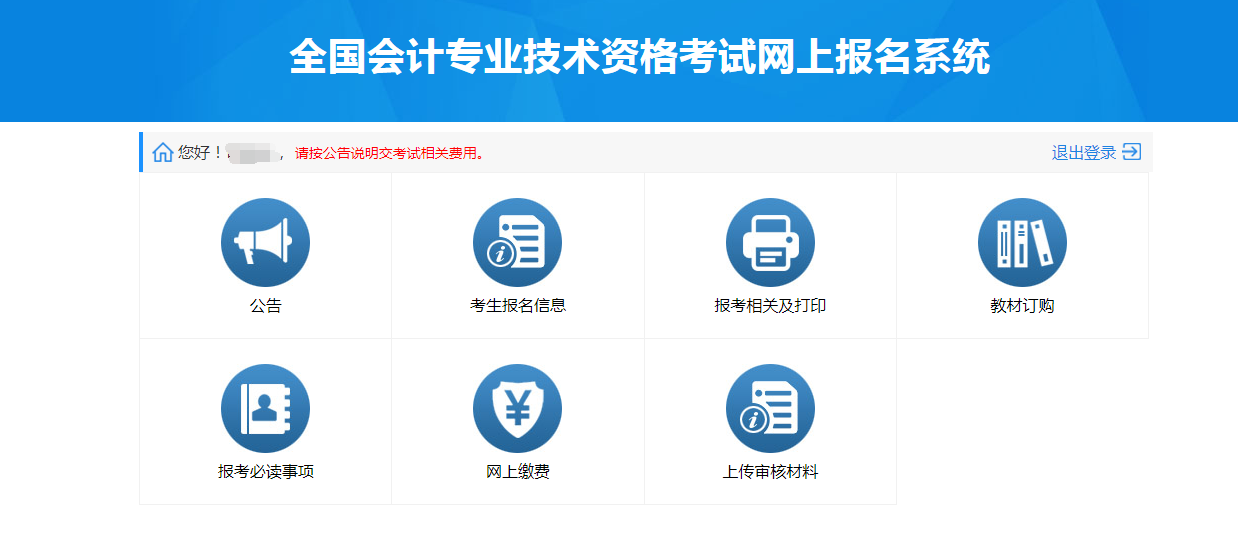 全国会计专业技术资格考试网上报名系统
您好！，请按公告说明交考试相关费用。 退出登录
公告 考生报名信息 报考相关及打印 教材订购
报考必读事项 网上缴费 上传审核材料